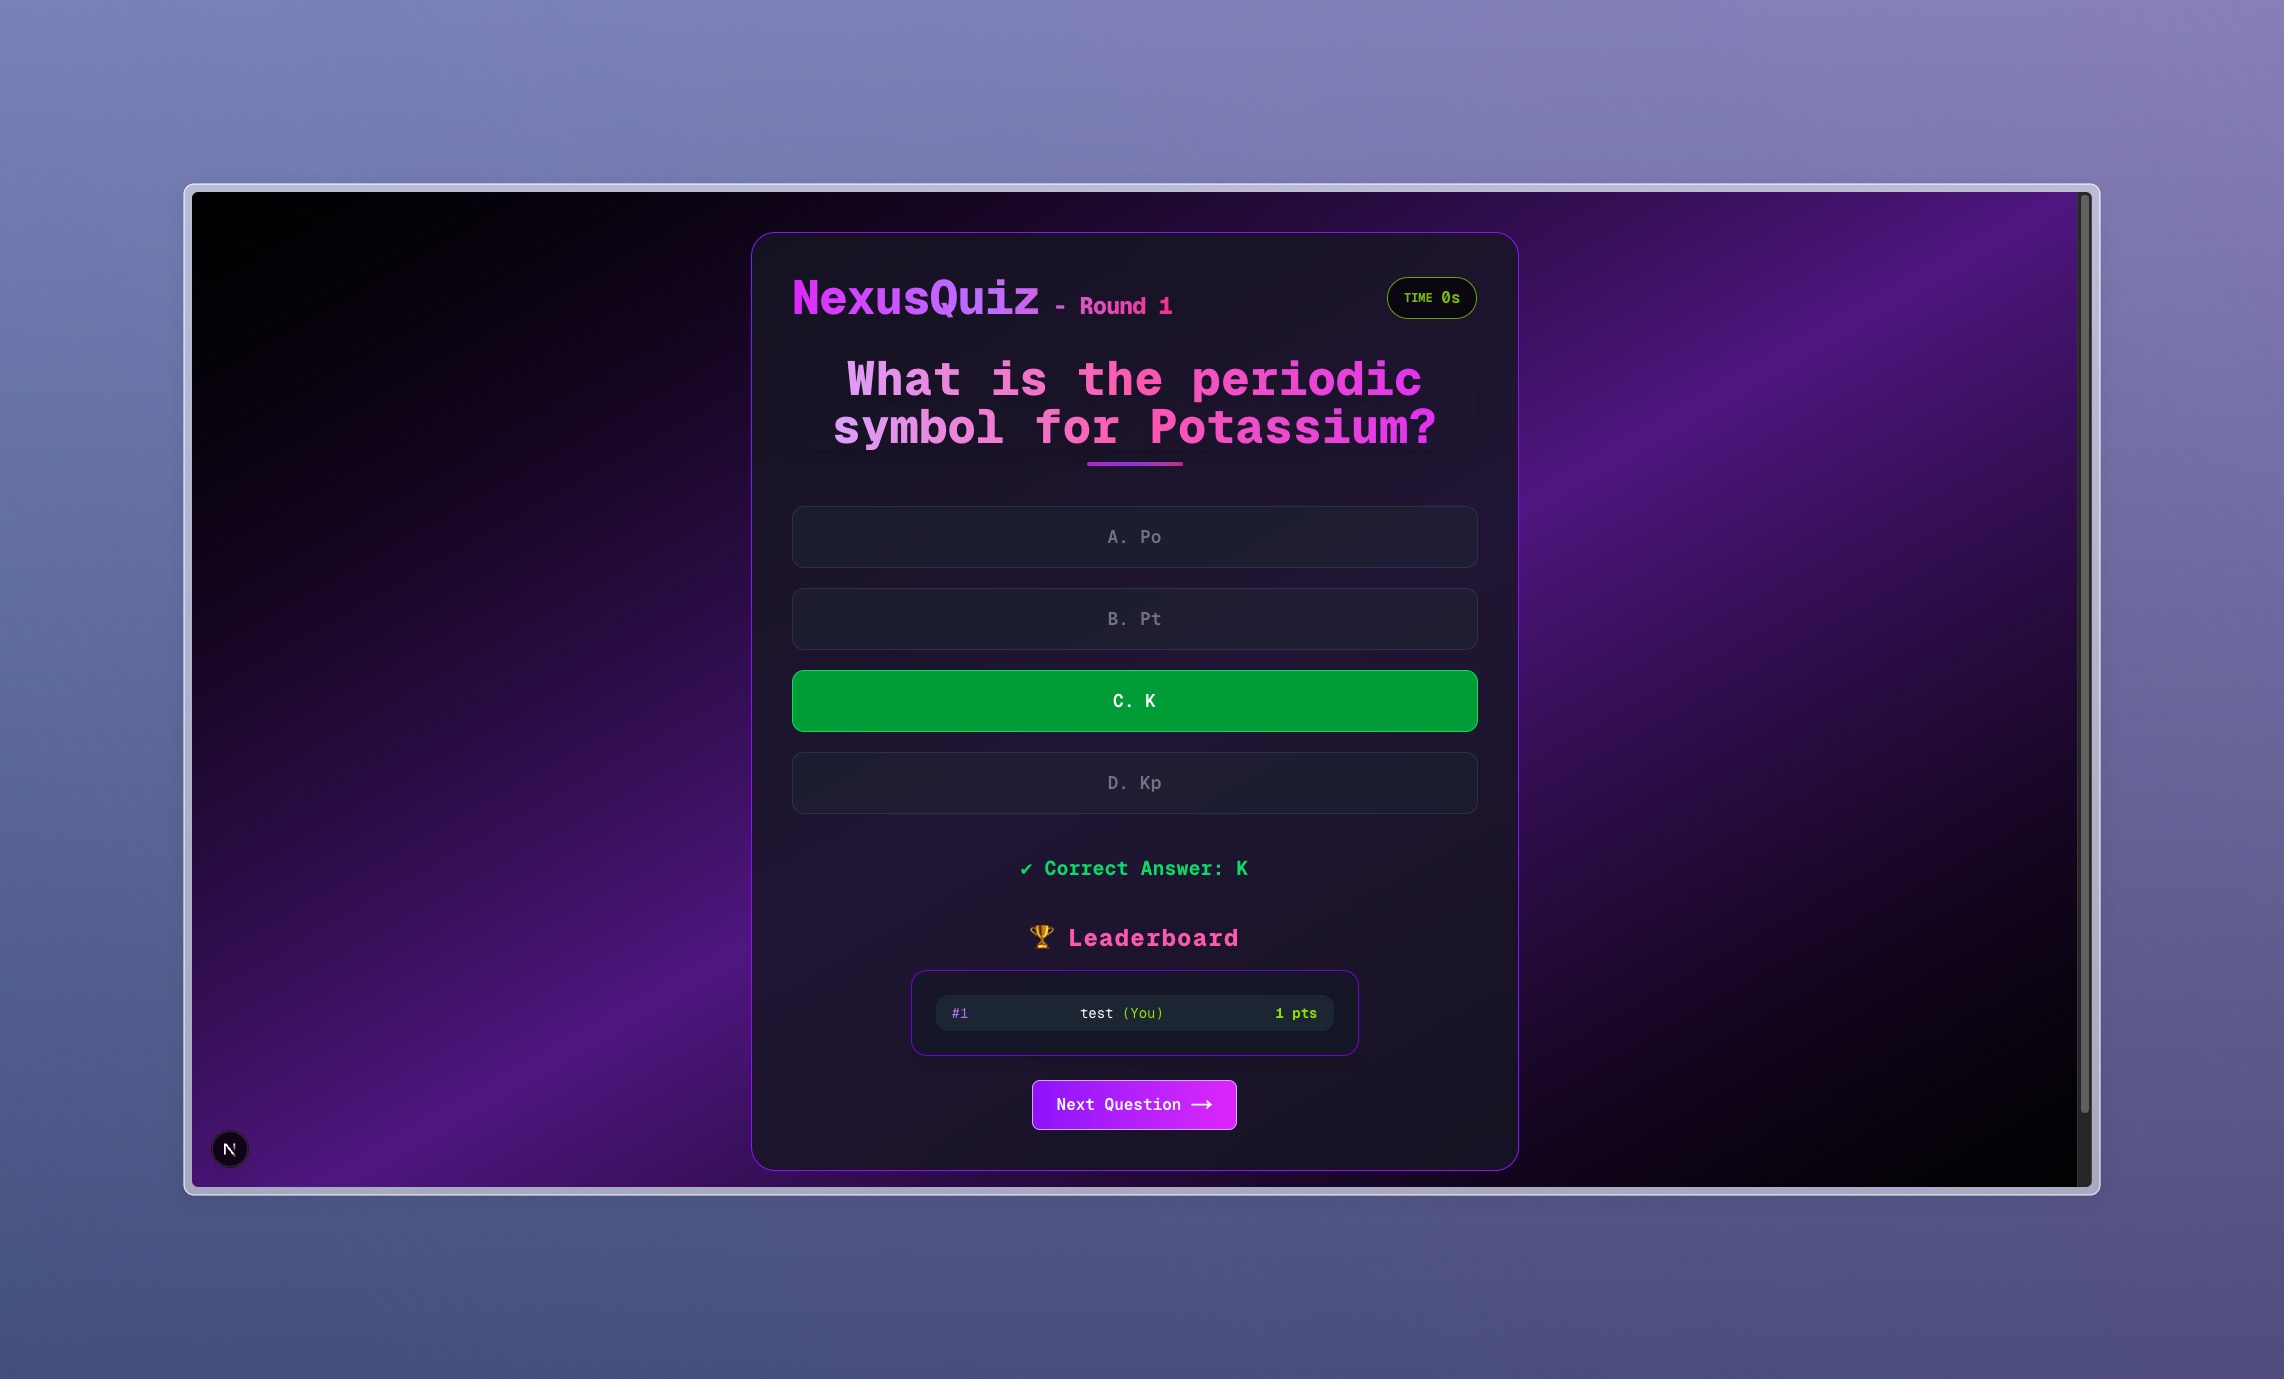 NexusQuiz - Round 1
TIME 0s
What is the periodic
symbol for Potassium?
A. Po
B. Pt
C. K
D. Kp
✔ Correct Answer: K
🏆 Leaderboard
#1 test (You) 1 pts
Next Question →
N